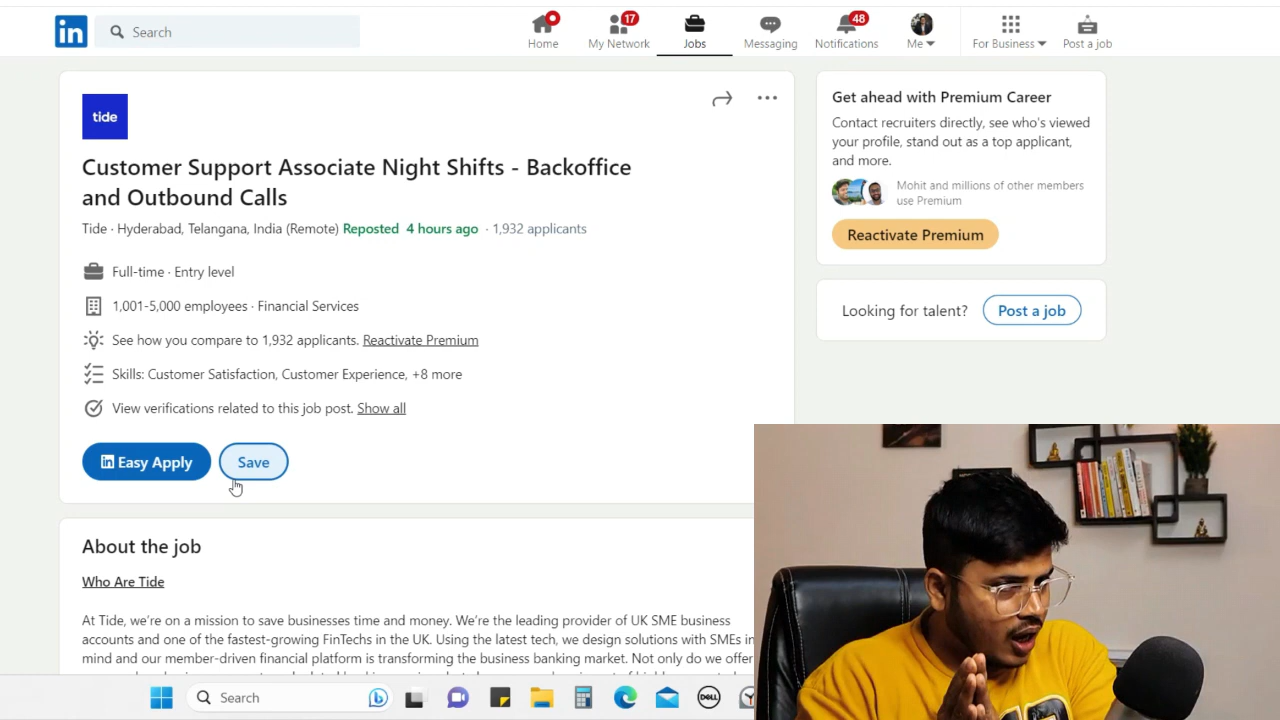 in
Search
17
48
Home
My Network
Jobs
Messaging
Notifications
Me
For Business
Post a job
tide
Customer Support Associate Night Shifts - Backoffice
and Outbound Calls
Tide · Hyderabad, Telangana, India (Remote) Reposted 4 hours ago · 1,932 applicants
Full-time · Entry level
1,001-5,000 employees · Financial Services
See how you compare to 1,932 applicants. Reactivate Premium
Skills: Customer Satisfaction, Customer Experience, +8 more
View verifications related to this job post. Show all
in Easy Apply
Save
Get ahead with Premium Career
Contact recruiters directly, see who's viewed
your profile, stand out as a top applicant,
and more.
Mohit and millions of other members
use Premium
Reactivate Premium
Looking for talent?
Post a job
About the job
Who Are Tide
At Tide, we're on a mission to save businesses time and money. We're the leading provider of UK SME business
accounts and one of the fastest-growing FinTechs in the UK. Using the latest tech, we design solutions with SMEs in
mind and our member-driven financial platform is transforming the business banking market. Not only do we offer
Search
DELL